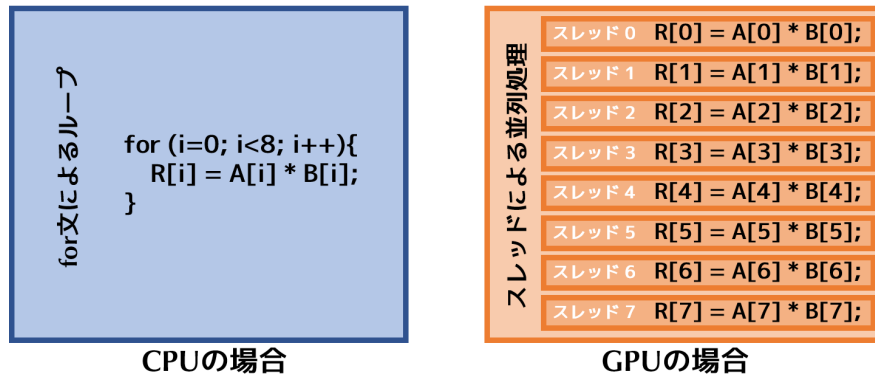 for文によるループ
for (i=0; i<8; i++){
R[i] = A[i] * B[i];
}
CPUの場合
スレッドによる並列処理
スレッド 0 R[0] = A[0] * B[0];
スレッド 1 R[1] = A[1] * B[1];
スレッド 2 R[2] = A[2] * B[2];
スレッド 3 R[3] = A[3] * B[3];
スレッド 4 R[4] = A[4] * B[4];
スレッド 5 R[5] = A[5] * B[5];
スレッド 6 R[6] = A[6] * B[6];
スレッド 7 R[7] = A[7] * B[7];
GPUの場合